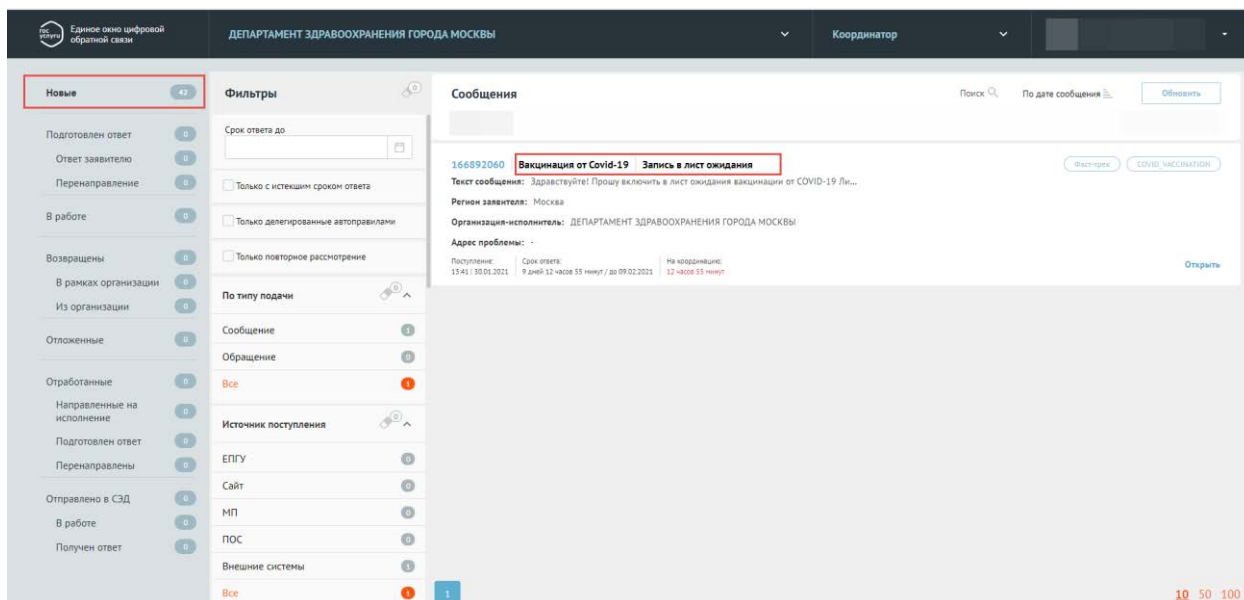 гос услуги
Единое окно цифровой
обратной связи
ДЕПАРТАМЕНТ ЗДРАВООХРАНЕНИЯ ГОРОДА МОСКВЫ
Координатор
Новые 42
Подготовлен ответ 0
Ответ заявителю 0
Перенаправление 0
В работе 0
Возвращены 0
В рамках организации 0
Из организации 0
Отложенные 0
Отработанные 0
Направленные на
исполнение 0
Подготовлен ответ 0
Перенаправлены 0
Отправлено в СЭД 0
В работе 0
Получен ответ 0
Фильтры 0
Срок ответа до
Только с истекшим сроком ответа
Только делегированные автоправилами
Только повторное рассмотрение
По типу подачи 0
Сообщение 1
Обращение 0
Все 1
Источник поступления 0
ЕПГУ 0
Сайт 0
МП 0
ПОС 0
Внешние системы 1
Все 1
Сообщения
Поиск
По дате сообщения
Обновить
166892060 Вакцинация от Covid-19 Запись в лист ожидания
Фаст-трек COVID_VACCINATION
Текст сообщения: Здравствуйте! Прошу включить в лист ожидания вакцинации от COVID-19 Ли...
Регион заявителя: Москва
Организация-исполнитель: ДЕПАРТАМЕНТ ЗДРАВООХРАНЕНИЯ ГОРОДА МОСКВЫ
Адрес проблемы: -
Поступление: Срок ответа: На координацию:
15:41 | 30.01.2021 9 дней 12 часов 55 минут / до 09.02.2021 12 часов 55 минут
Открыть
1
10 50 100